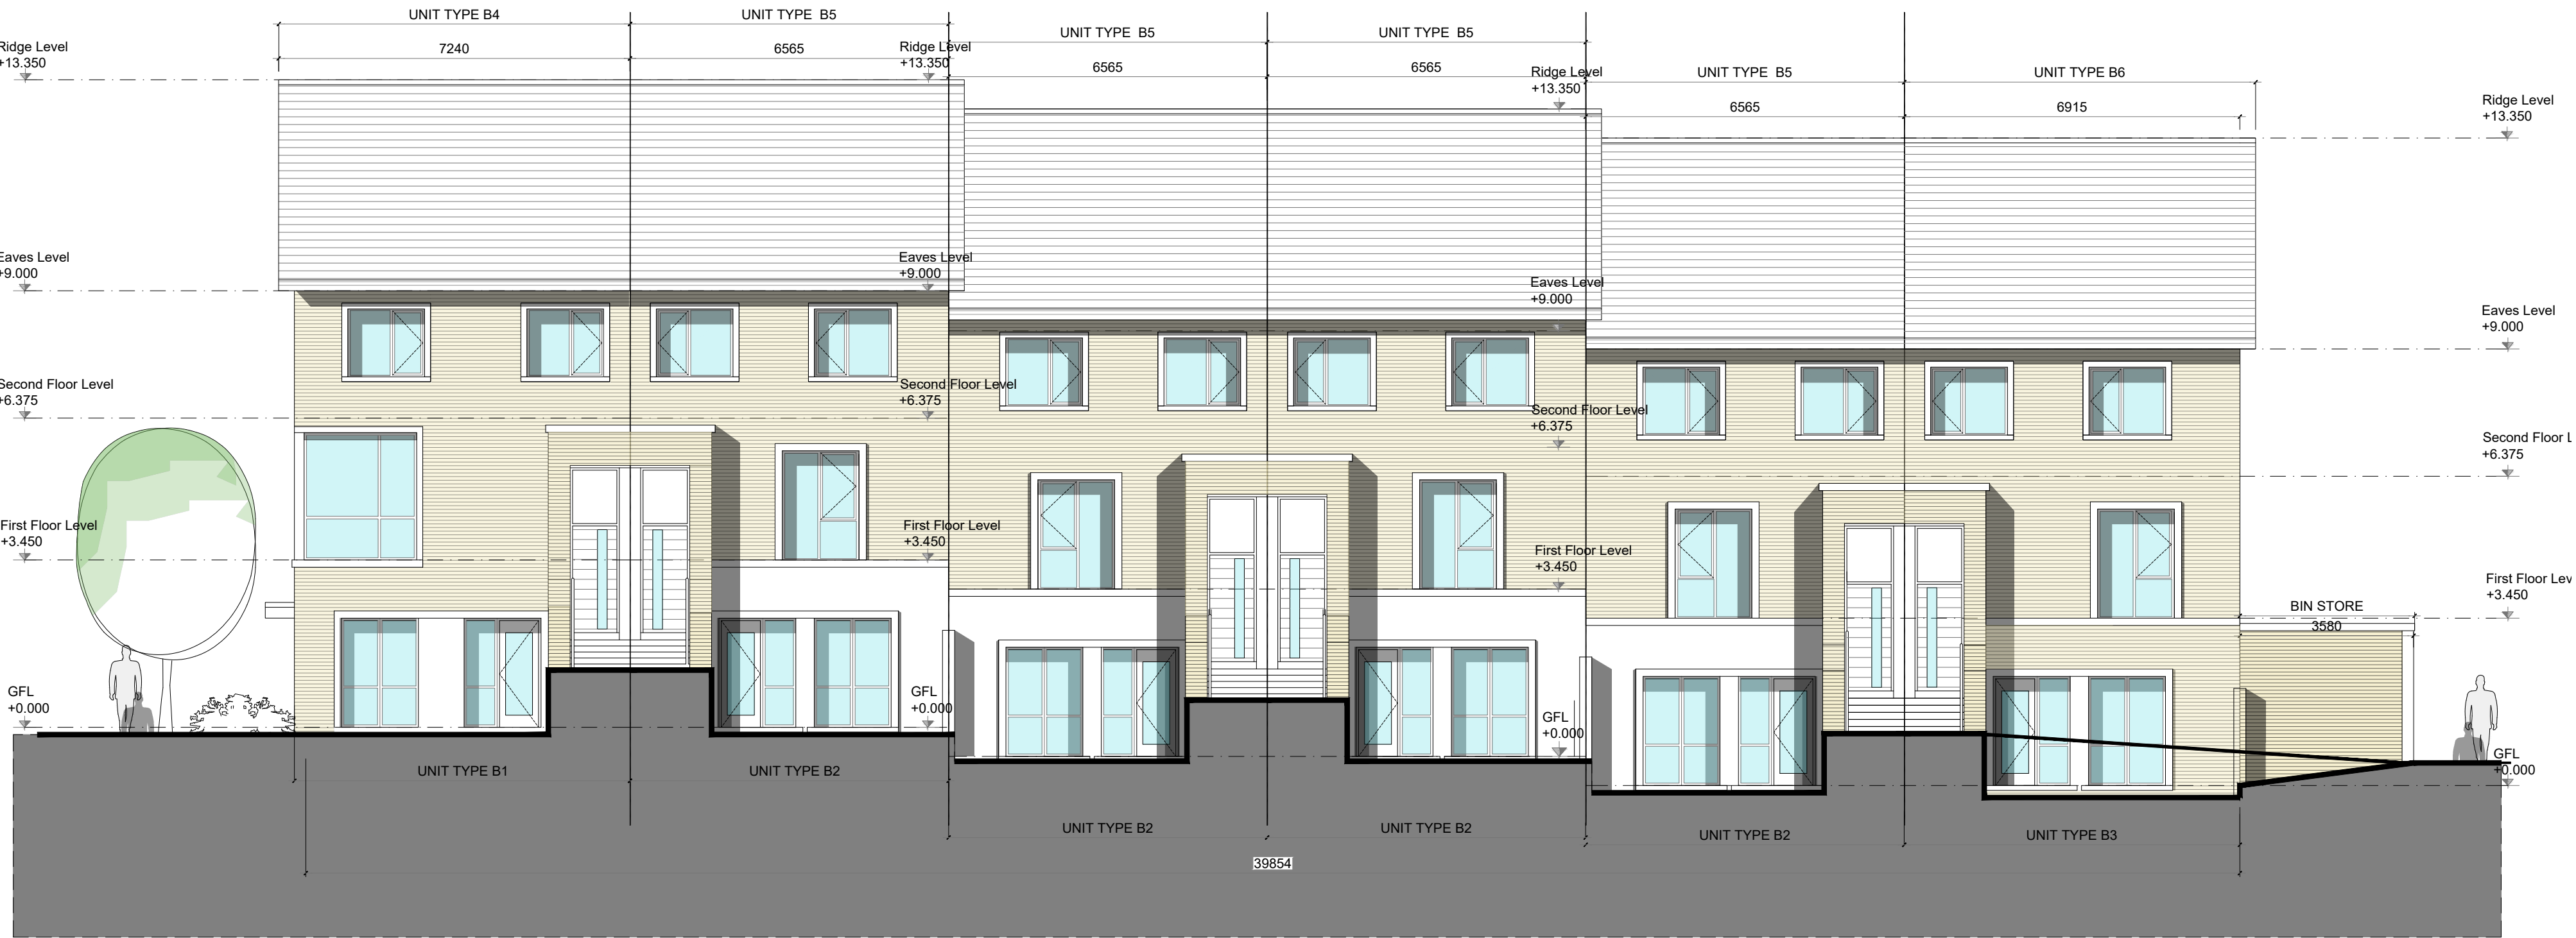 UNIT TYPE B4
UNIT TYPE B5
UNIT TYPE B5
UNIT TYPE B5
UNIT TYPE B5
UNIT TYPE B6
7240
6565
6565
6565
6565
6915
Ridge Level
+13.350
Ridge Level
+13.350
Ridge Level
+13.350
Ridge Level
+13.350
Eaves Level
+9.000
Eaves Level
+9.000
Eaves Level
+9.000
Eaves Level
+9.000
Second Floor Level
+6.375
Second Floor Level
+6.375
Second Floor Level
+6.375
Second Floor L
+6.375
First Floor Level
+3.450
First Floor Level
+3.450
First Floor Level
+3.450
First Floor Lev
+3.450
BIN STORE
3580
GFL
+0.000
GFL
+0.000
GFL
+0.000
GFL
+0.000
UNIT TYPE B1
UNIT TYPE B2
UNIT TYPE B2
UNIT TYPE B2
UNIT TYPE B2
UNIT TYPE B3
39854